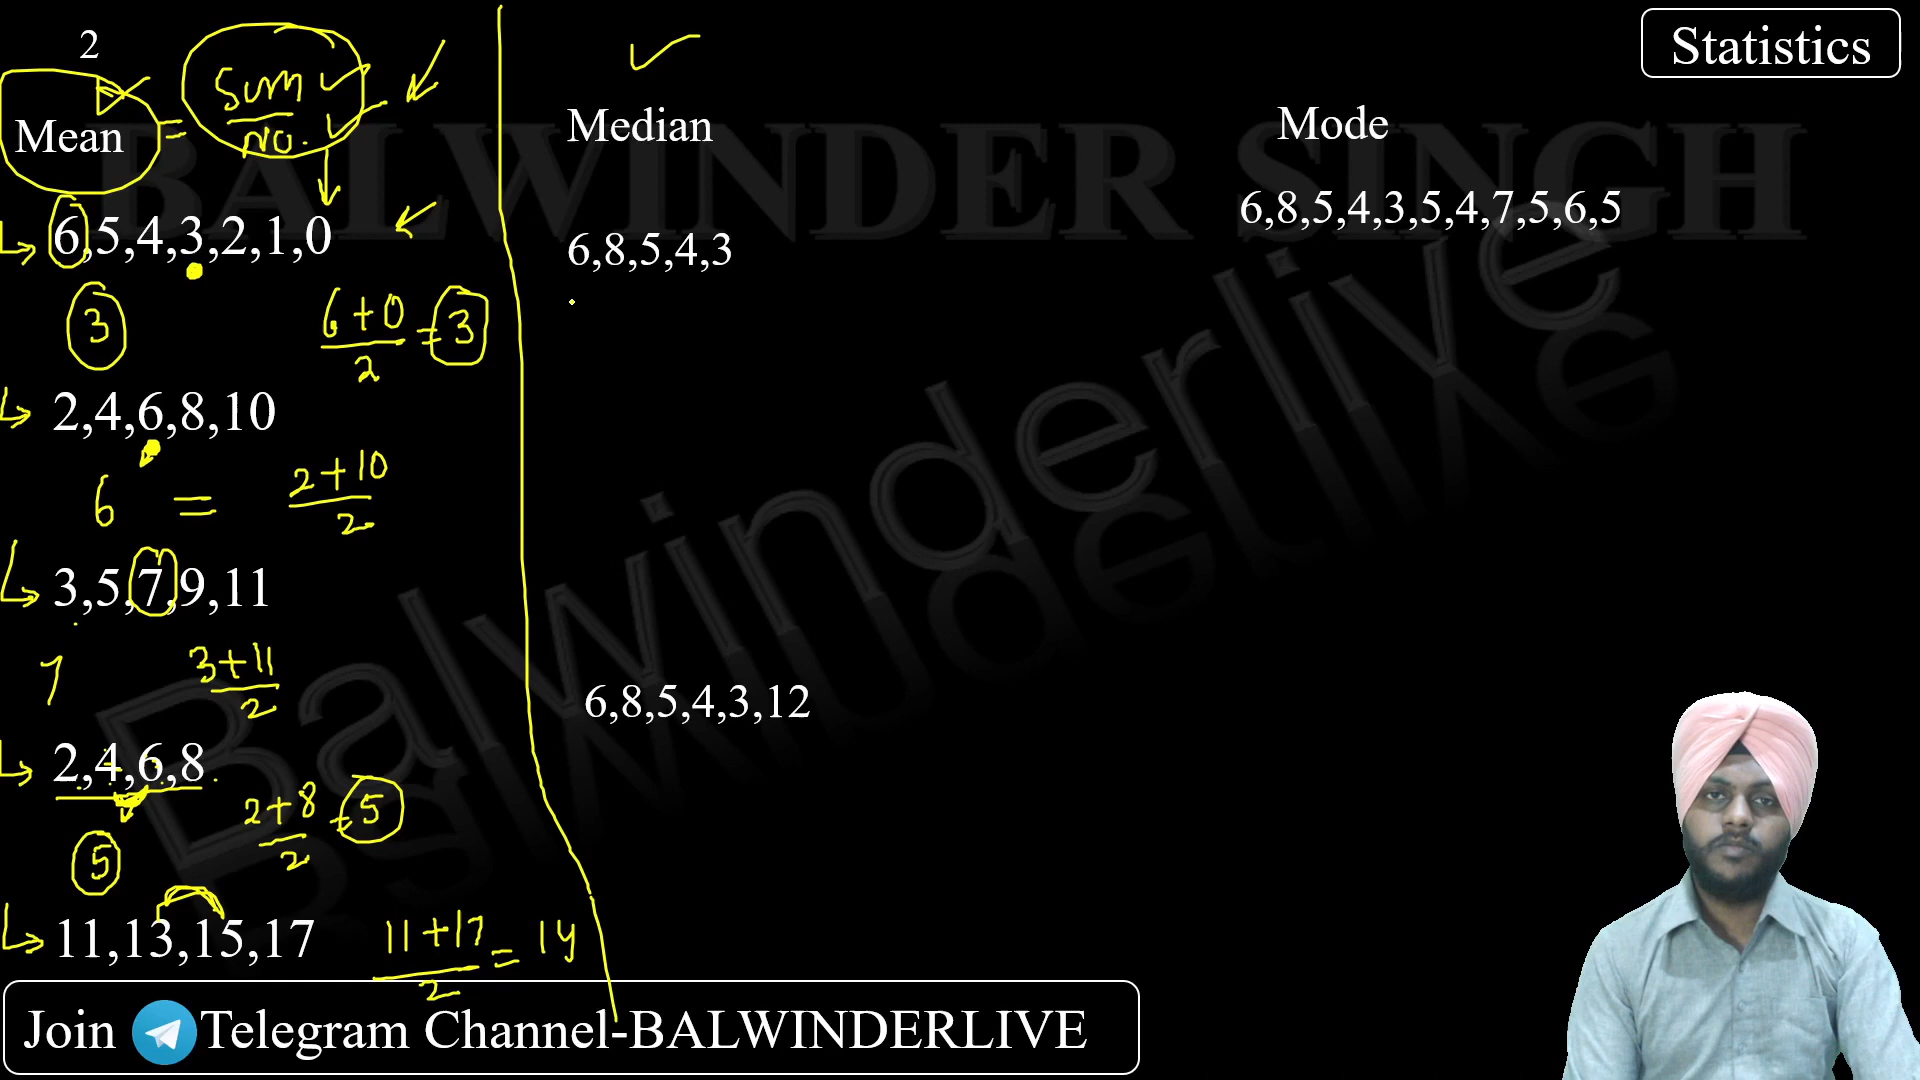 Statistics
2
Mean = Sum
No.
6,5,4,3,2,1,0
3
6+0
2
=3
2,4,6,8,10
6 = 2+10
2
3,5,7,9,11
7
3+11
2
2,4,6,8
5
2+8
2
=5
11,13,15,17
11+17
2
= 14
Median
6,8,5,4,3
6,8,5,4,3,12
Mode
6,8,5,4,3,5,4,7,5,6,5
BALWINDER SINGH
Balwinderlive
Join Telegram Channel-BALWINDERLIVE